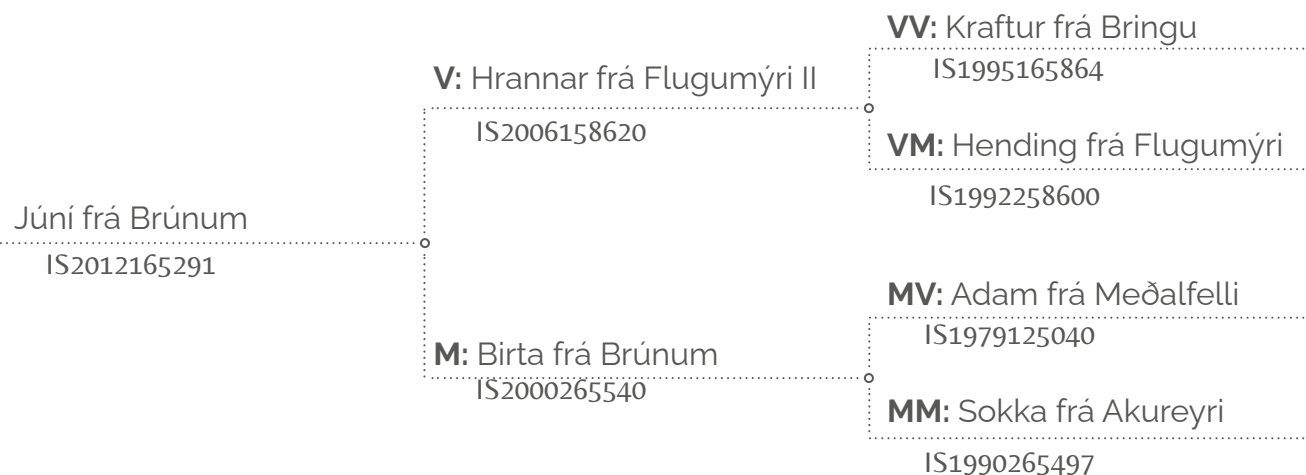 Júní frá Brúnum
IS2012165291
V: Hrannar frá Flugumýri II
IS2006158620
M: Birta frá Brúnum
IS2000265540
VV: Kraftur frá Bringu
IS1995165864
VM: Hending frá Flugumýri
IS1992258600
MV: Adam frá Meðalfelli
IS1979125040
MM: Sokka frá Akureyri
IS1990265497